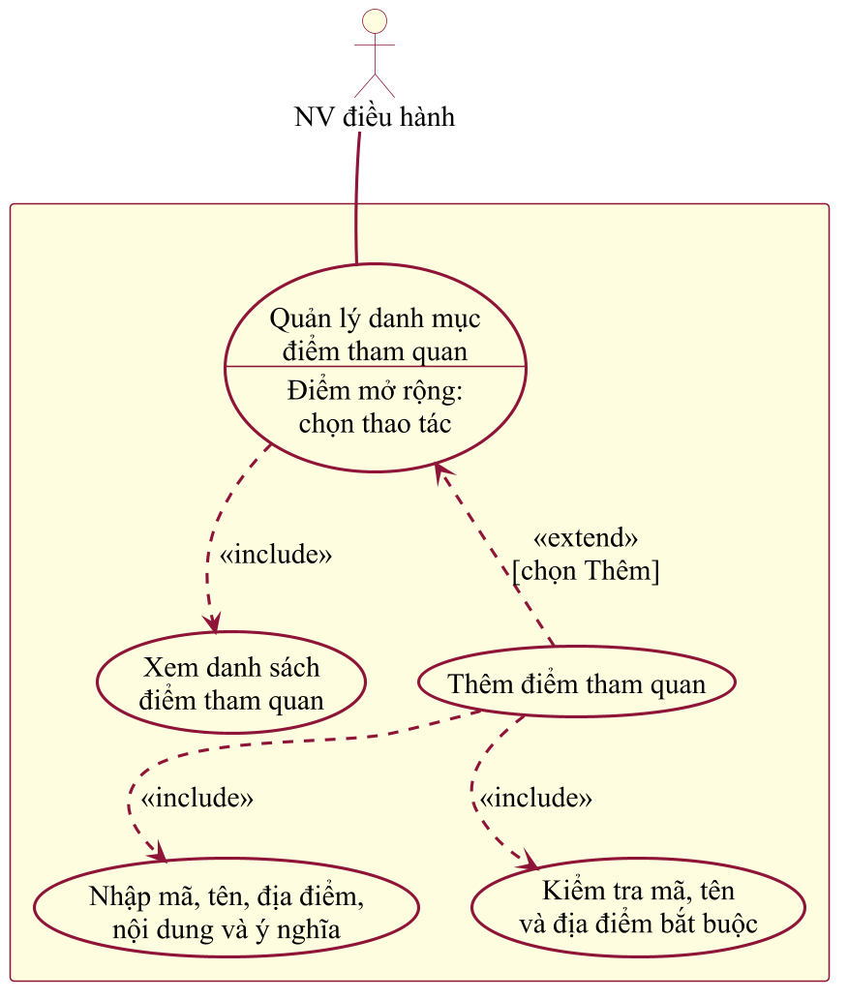 NV điều hành
Quản lý danh mục
điểm tham quan
Điểm mở rộng:
chọn thao tác
«include»
«extend»
[chọn Thêm]
Xem danh sách
điểm tham quan
Thêm điểm tham quan
«include»
«include»
Nhập mã, tên, địa điểm,
nội dung và ý nghĩa
Kiểm tra mã, tên
và địa điểm bắt buộc